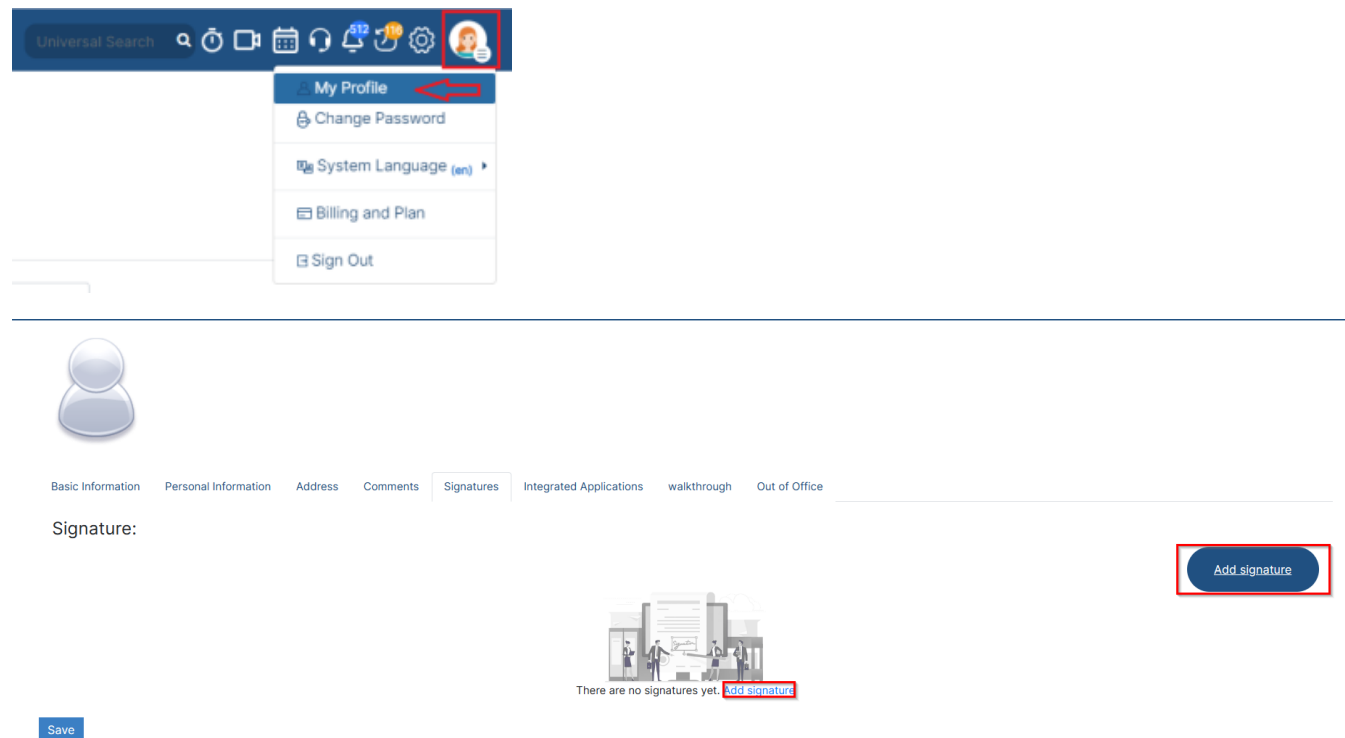 Universal Search 512 116
My Profile
Change Password
System Language (en)
Billing and Plan
Sign Out
Basic Information Personal Information Address Comments Signatures Integrated Applications walkthrough Out of Office
Signature:
Add signature
There are no signatures yet. Add signature
Save